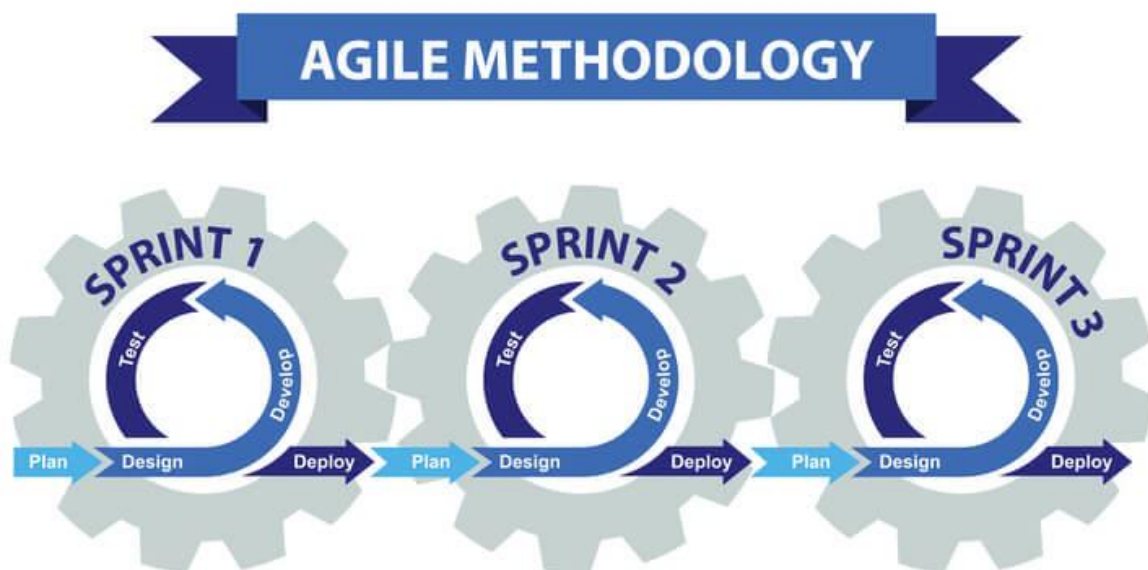 AGILE METHODOLOGY
SPRINT 1
Test
Develop
Plan
Design
Deploy
SPRINT 2
Test
Develop
Plan
Design
Deploy
SPRINT 3
Test
Develop
Plan
Design
Deploy